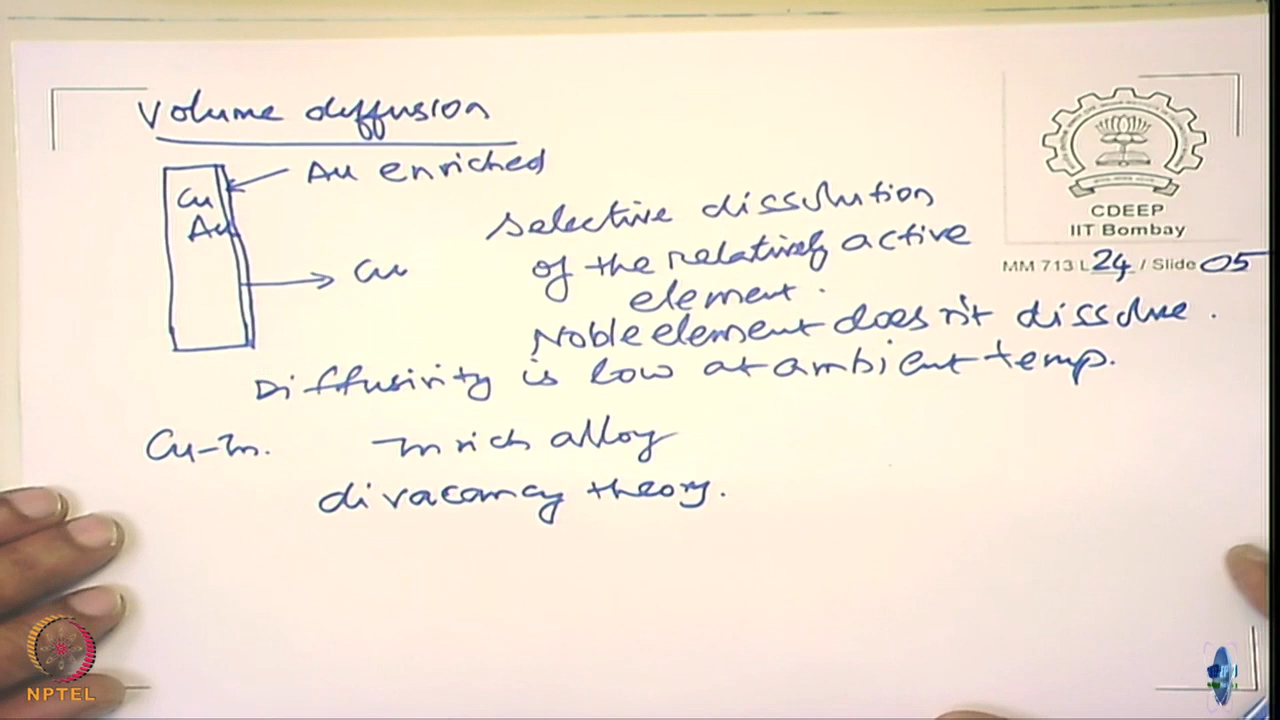 Volume diffusion
Au enriched
Cu
Au
Cu
Selective dissolution
of the relatively active
element.
Noble element doesn't dissolve.
Diffusivity is low at ambient temp.
Cu-Zn. Zn rich alloy
divacancy theory.
CDEEP
IIT Bombay
MM 713 L 24 / Slide 05
NPTEL